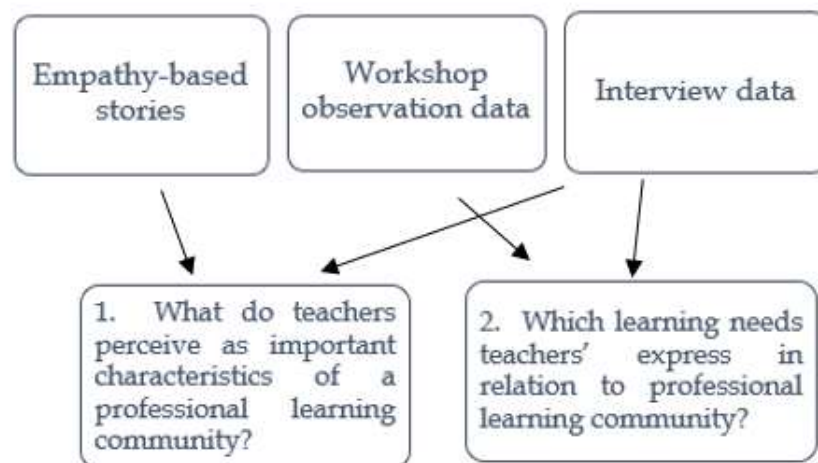 Empathy-based
stories
Workshop
observation data
Interview data
1. What do teachers
perceive as important
characteristics of a
professional learning
community?
2. Which learning needs
teachers’ express in
relation to professional
learning community?